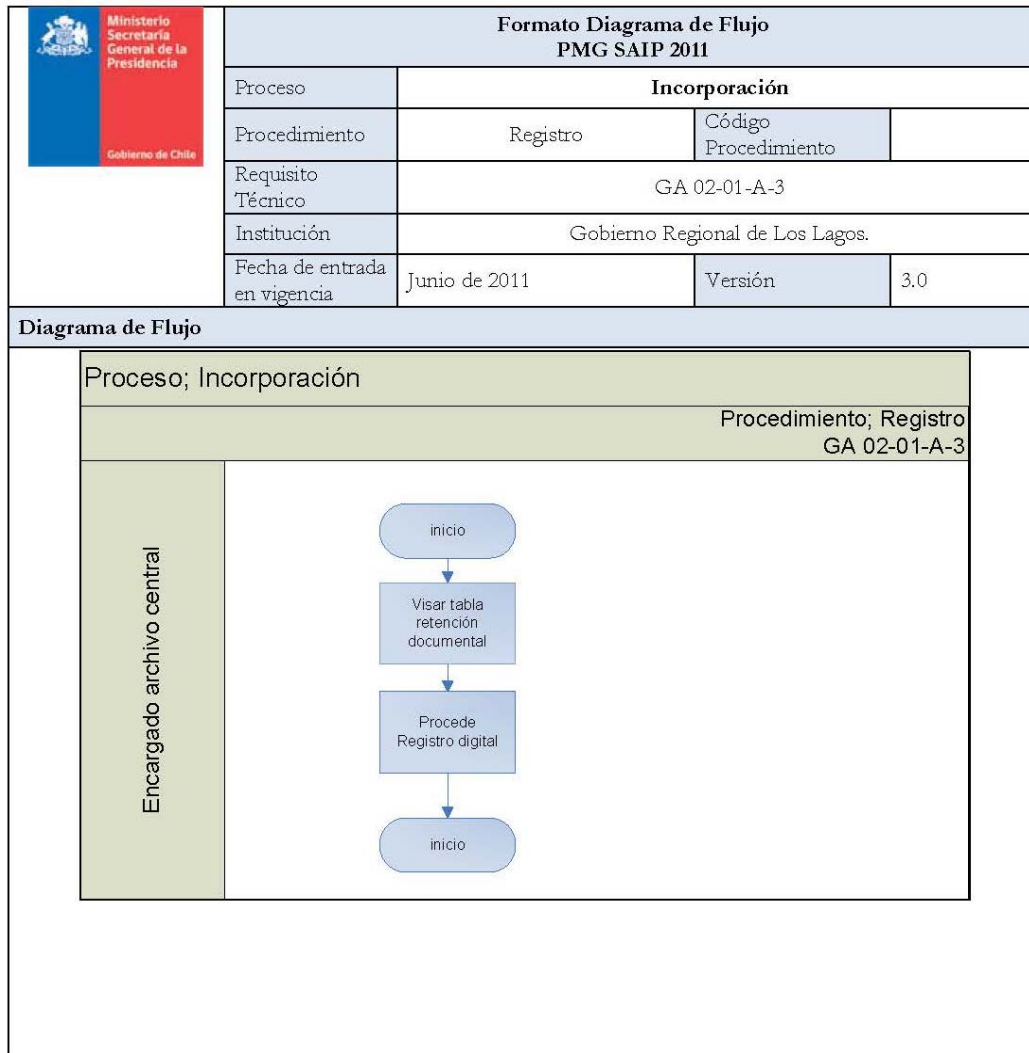 Ministerio
Secretaría
General de la
Presidencia
Gobierno de Chile
Formato Diagrama de Flujo
PMG SAIP 2011
Proceso
Incorporación
Procedimiento
Registro
Código
Procedimiento
Requisito
Técnico
GA 02-01-A-3
Institución
Gobierno Regional de Los Lagos.
Fecha de entrada
en vigencia
Junio de 2011
Versión
3.0
Diagrama de Flujo
Proceso; Incorporación
Procedimiento; Registro
GA 02-01-A-3
Encargado archivo central
inicio
Visar tabla
retención
documental
Procede
Registro digital
inicio